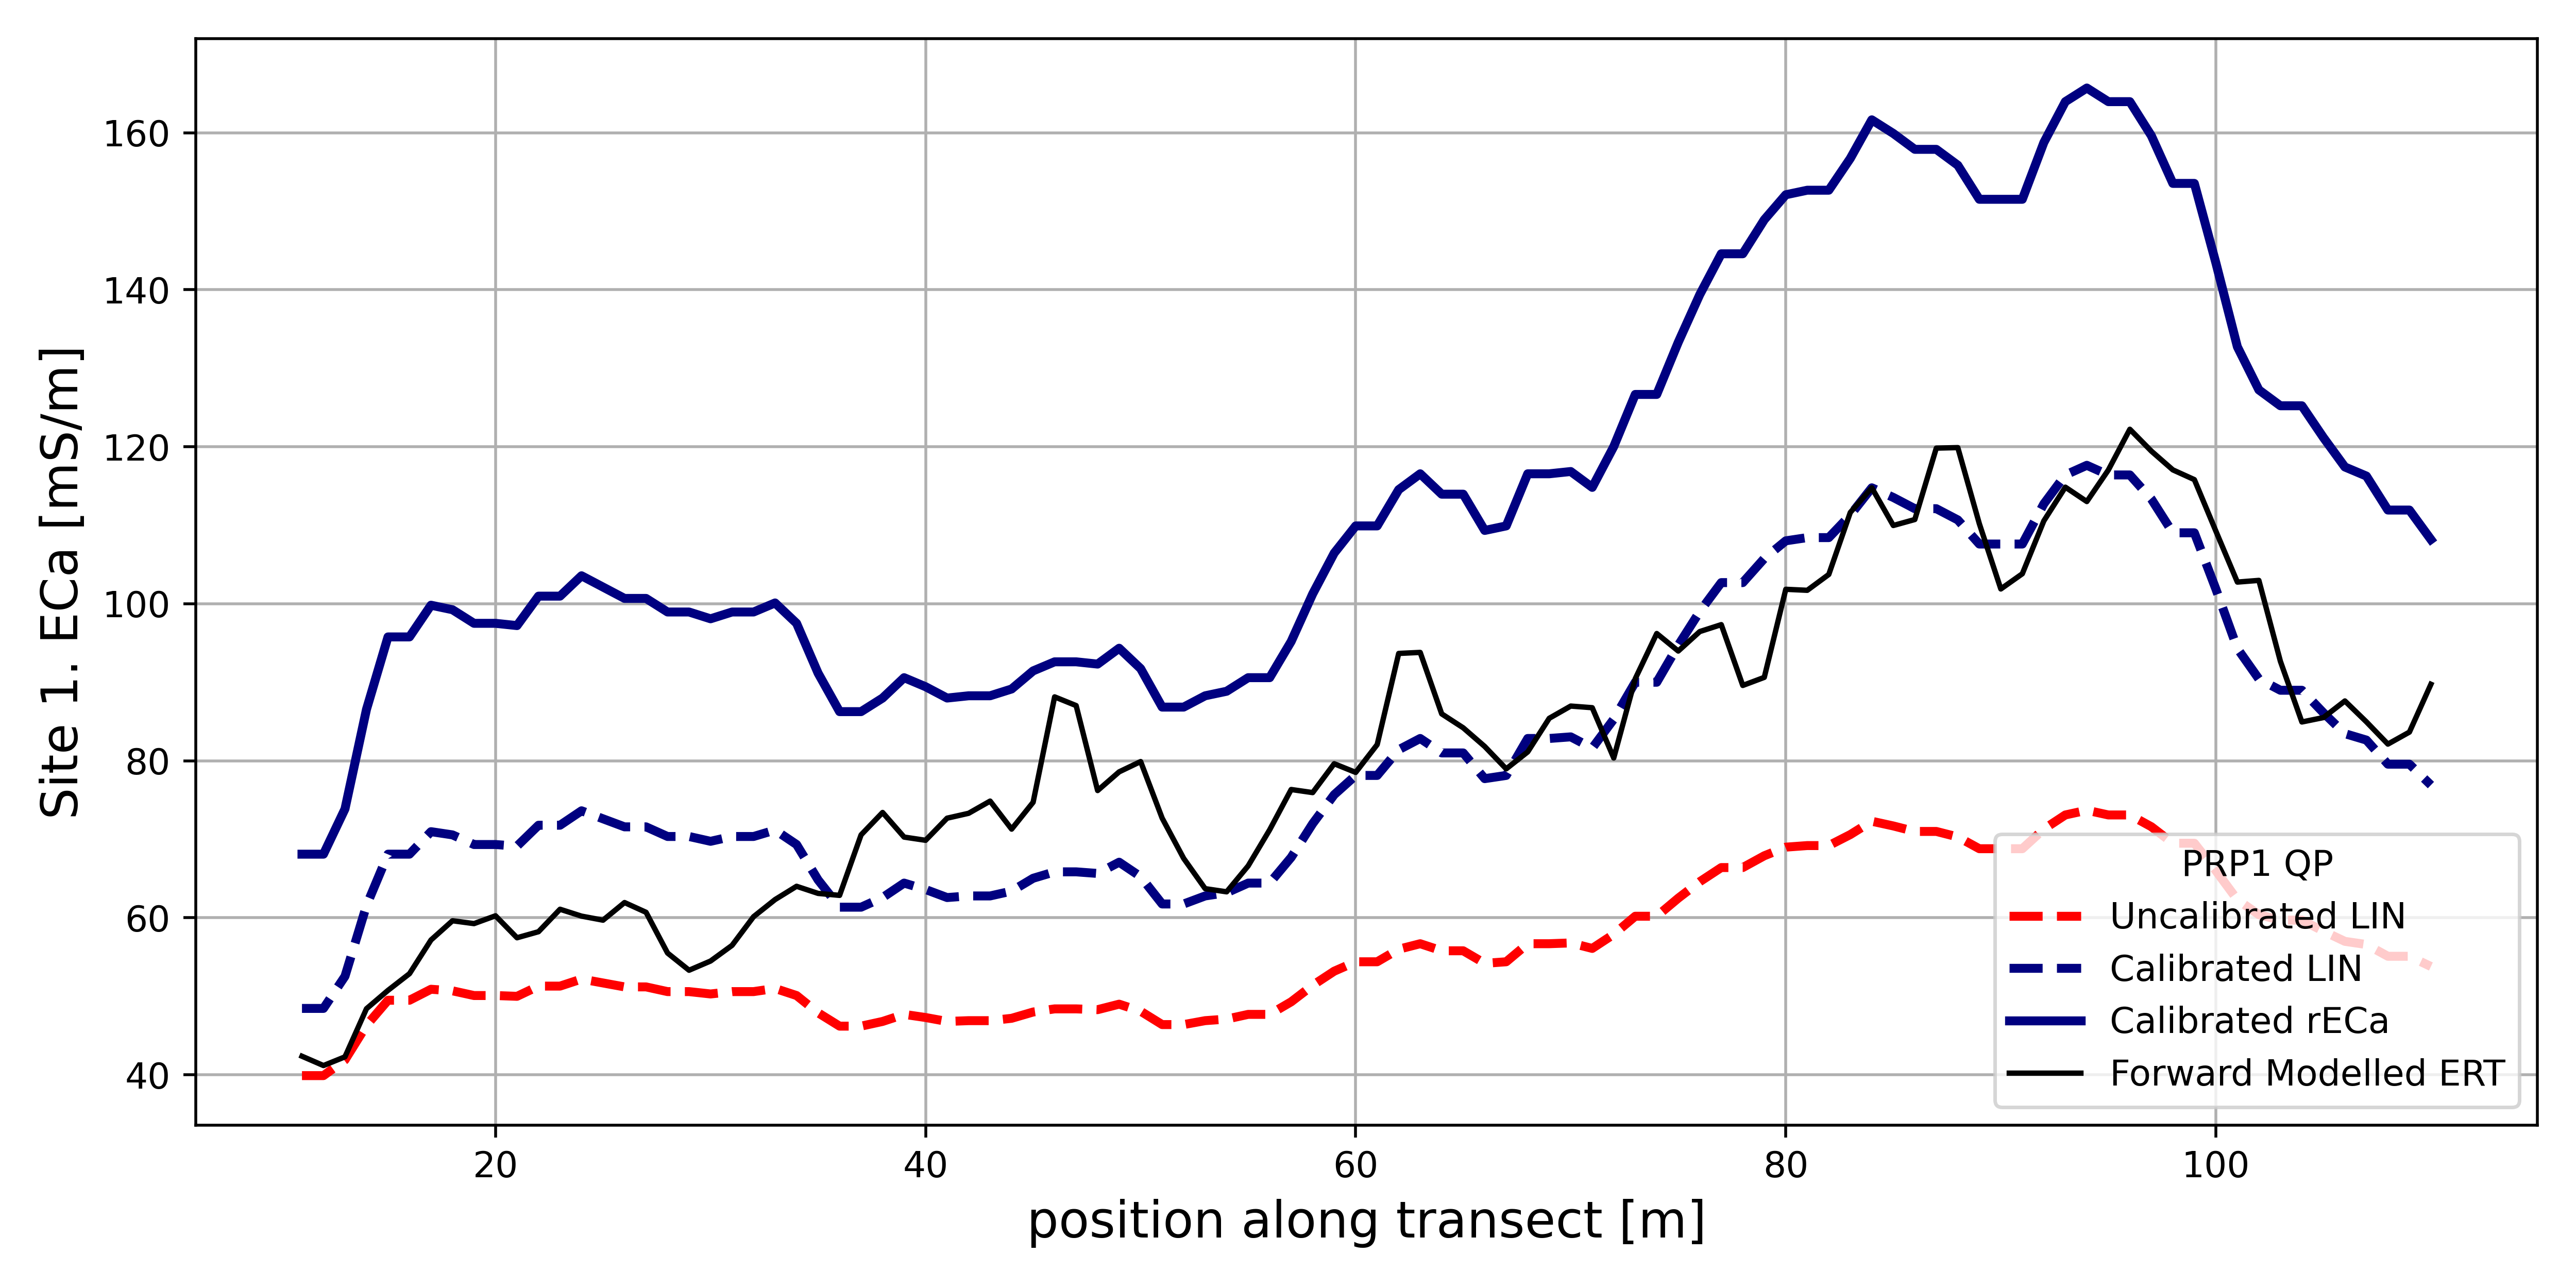 Site 1. ECa [mS/m]
160
140
120
100
80
60
40
20
40
60
80
100
position along transect [m]
PRP1 QP
Uncalibrated LIN
Calibrated LIN
Calibrated rECa
Forward Modelled ERT